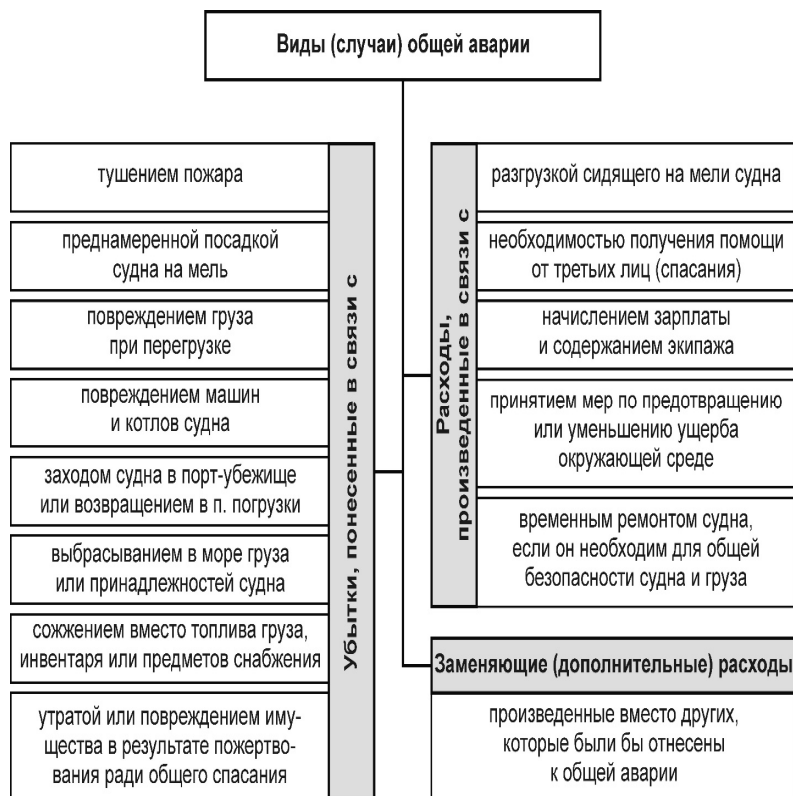 Виды (случаи) общей аварии
Убытки, понесенные в связи с
тушением пожара
преднамеренной посадкой
судна на мель
повреждением груза
при перегрузке
повреждением машин
и котлов судна
заходом судна в порт-убежище
или возвращением в п. погрузки
выбрасыванием в море груза
или принадлежностей судна
сожжением вместо топлива груза,
инвентаря или предметов снабжения
утратой или повреждением иму-
щества в результате пожертво-
вания ради общего спасания
Расходы,
произведенные в связи с
разгрузкой сидящего на мели судна
необходимостью получения помощи
от третьих лиц (спасания)
начислением зарплаты
и содержанием экипажа
принятием мер по предотвращению
или уменьшению ущерба
окружающей среде
временным ремонтом судна,
если он необходим для общей
безопасности судна и груза
Заменяющие (дополнительные) расходы
произведенные вместо других,
которые были бы отнесены
к общей аварии